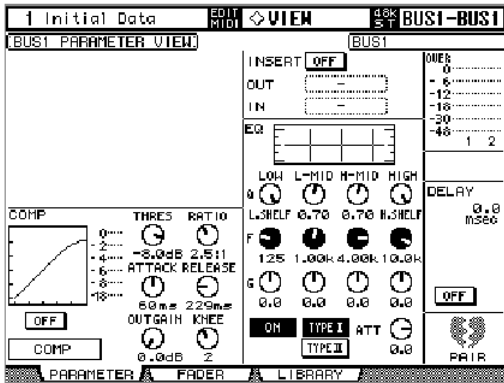 1 Initial Data EDIT MIDI ◇VIEW 48K ST BUS1-BUS1
BUS1 PARAMETER VIEW
BUS1
INSERT OFF
OUT -
IN -
OVER
0
- 6
-12
-18
-30
-48
1 2
EQ
LOW L-MID H-MID HIGH
Q
L.SHELF 0.70 0.70 H.SHELF
F
125 1.00k 4.00k 10.0k
G
0.0 0.0 0.0 0.0
ON TYPE I ATT
TYPE II 0.0
DELAY
0.0
msec
OFF
PAIR
COMP
0
- 2
- 4
- 6
- 8
-18
THRES RATIO
-8.0dB 2.5:1
ATTACK RELEASE
60ms 229ms
OUTGAIN KNEE
0.0dB 2
OFF
COMP
PARAMETER FADER LIBRARY